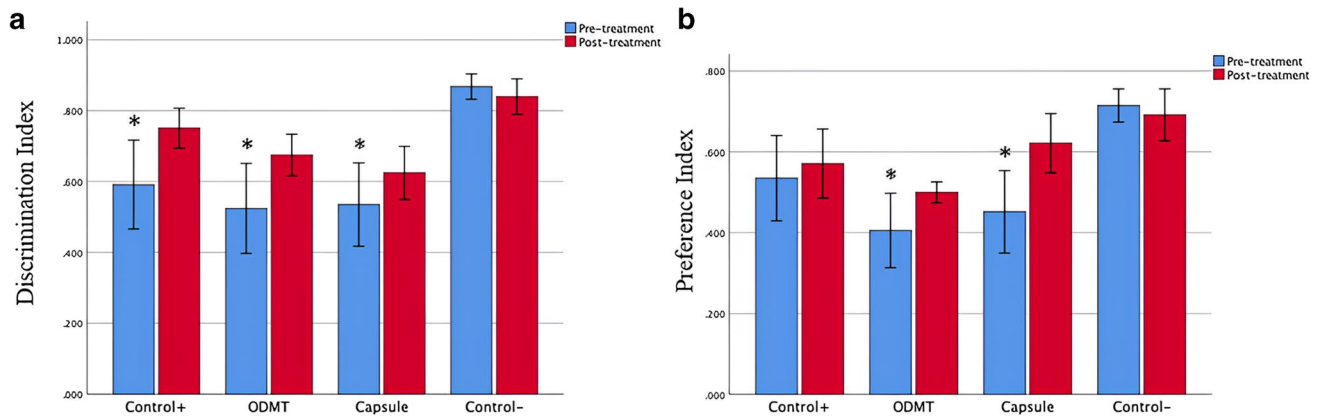 a
Pre-treatment
Post-treatment
1.000
.800
.600
.400
.200
.000
Discrimination Index
*
*
*
Control+ ODMT Capsule Control-
b
Pre-treatment
Post-treatment
.800
.600
.400
.200
.000
Preference Index
*
*
Control+ ODMT Capsule Control-